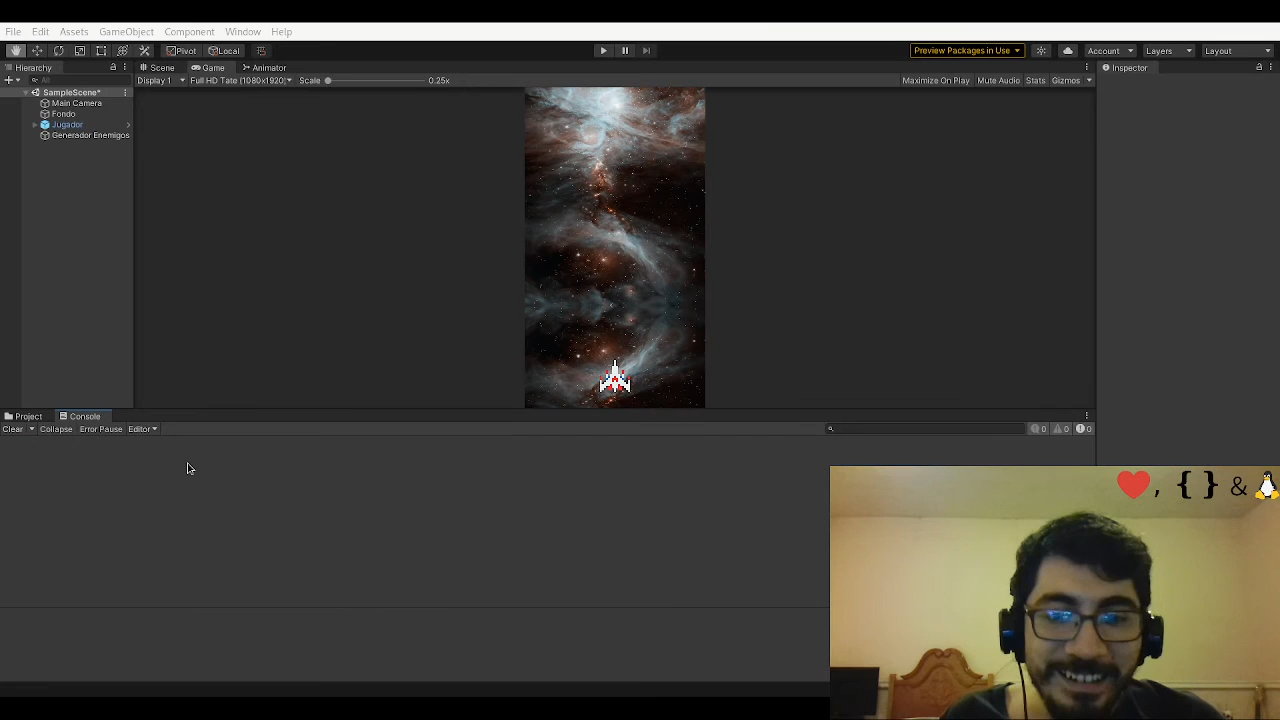 File Edit Assets GameObject Component Window Help
Pivot Local Preview Packages in Use Account Layers Layout
Hierarchy Scene Game Animator Inspector
All Display 1 Full HD Tate (1080x1920) Scale 0.25x Maximize On Play Mute Audio Stats Gizmos
SampleScene*
Main Camera
Fondo
Jugador
Generador Enemigos
Project Console
Clear Collapse Error Pause Editor 0 0 0
, { } &